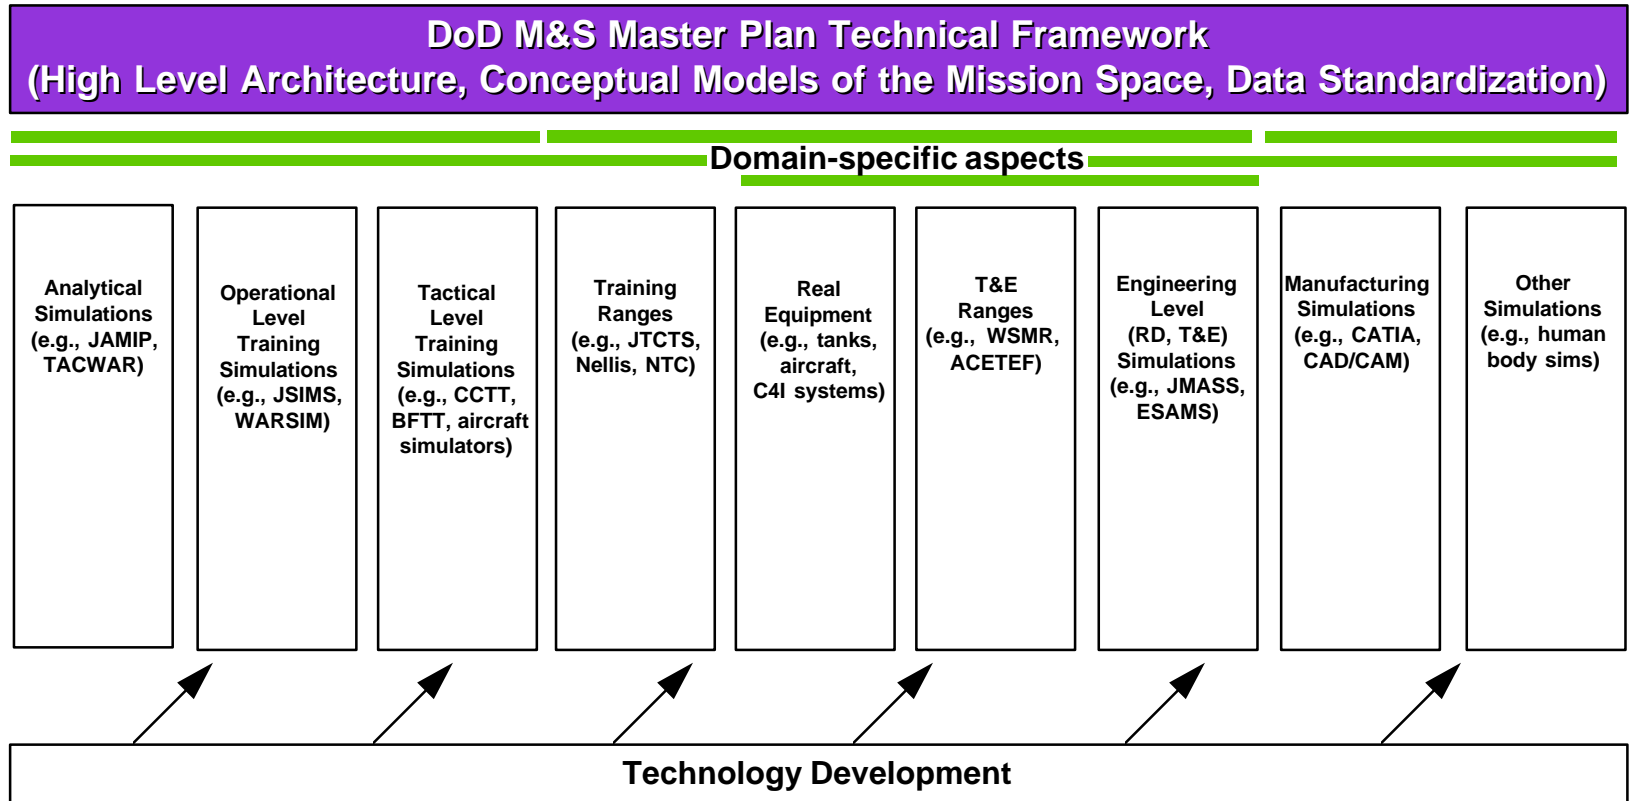 DoD M&S Master Plan Technical Framework
(High Level Architecture, Conceptual Models of the Mission Space, Data Standardization)
Domain-specific aspects
Analytical
Simulations
(e.g., JAMIP,
TACWAR)
Operational
Level
Training
Simulations
(e.g., JSIMS,
WARSIM)
Tactical
Level
Training
Simulations
(e.g., CCTT,
BFTT, aircraft
simulators)
Training
Ranges
(e.g., JTCTS,
Nellis, NTC)
Real
Equipment
(e.g., tanks,
aircraft,
C4I systems)
T&E
Ranges
(e.g., WSMR,
ACETEF)
Engineering
Level
(RD, T&E)
Simulations
(e.g., JMASS,
ESAMS)
Manufacturing
Simulations
(e.g., CATIA,
CAD/CAM)
Other
Simulations
(e.g., human
body sims)
Technology Development